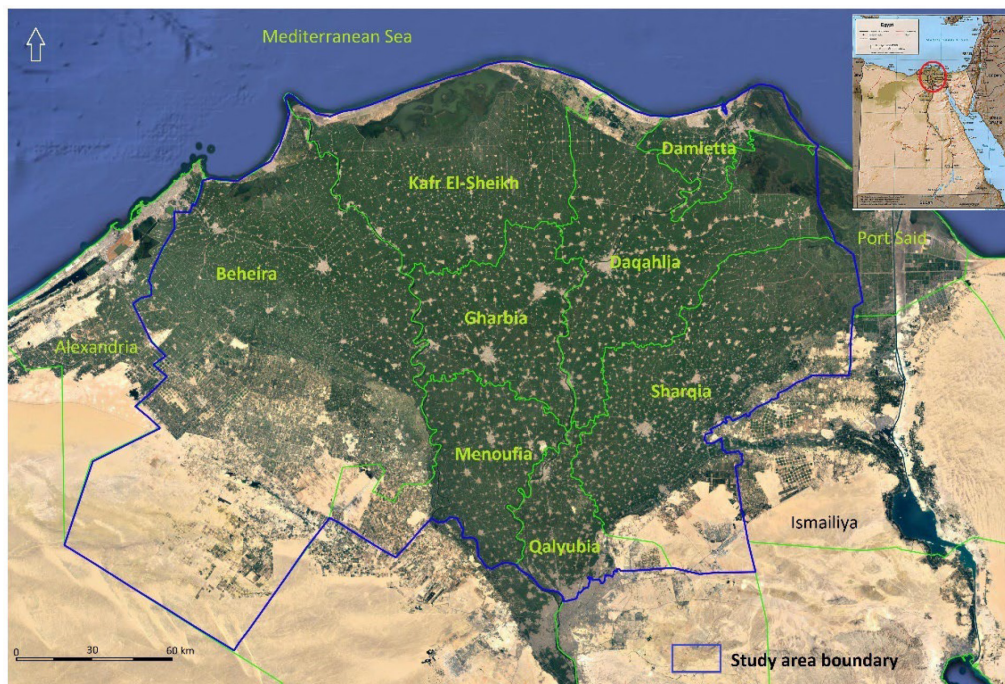 Mediterranean Sea
Egypt
Damietta
Kafr El-Sheikh
Port Said
Beheira
Daqahlia
Gharbia
Alexandria
Sharqia
Menoufia
Ismailiya
Qalyubia
0 30 60 km
Study area boundary